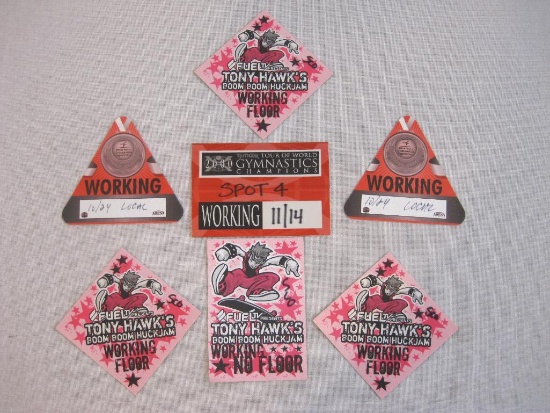 FUEL
TONY HAWK'S
BOOM BOOM HUCKJAM
WORKING
FLOOR
WORKING
10/24 LOCAL
2000
TOUR OF WORLD
GYMNASTICS
CHAMPIONS
SPOT 4
WORKING 11/14
WORKING
10/24 LOCAL
FUEL
TONY HAWK'S
BOOM BOOM HUCKJAM
WORKING
FLOOR
FUEL
PRESENTS
TONY HAWK'S
BOOM BOOM HUCKJAM
WORKING
NO FLOOR
FUEL
TONY HAWK'S
BOOM BOOM HUCKJAM
WORKING
FLOOR